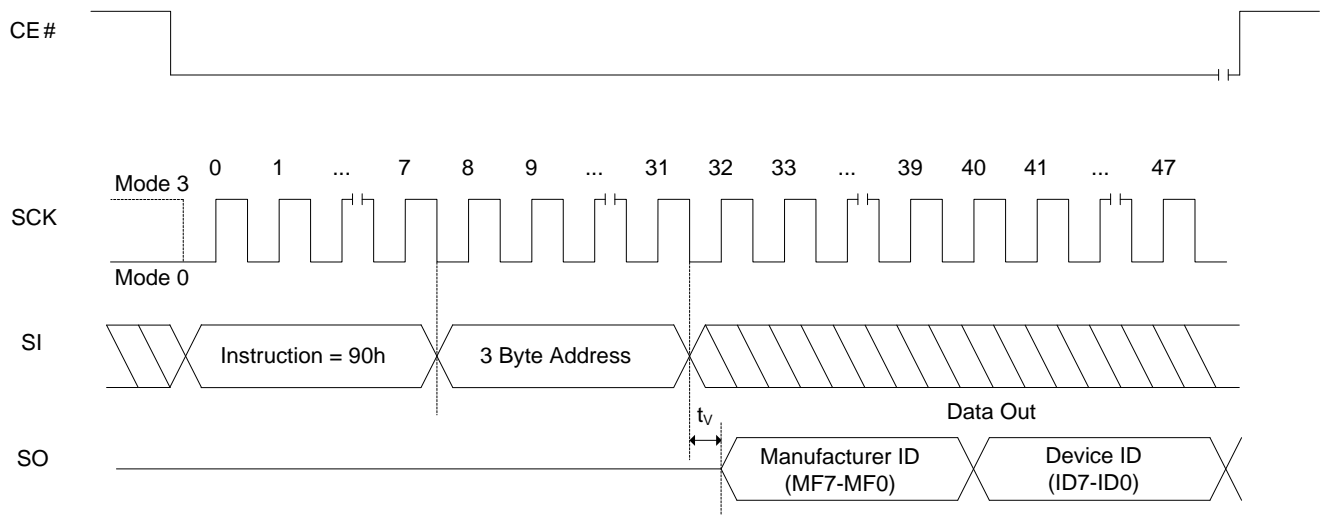 CE#
0 1 ... 7 8 9 ... 31 32 33 ... 39 40 41 ... 47
Mode 3
SCK
Mode 0
SI
Instruction = 90h
3 Byte Address
tV
Data Out
SO
Manufacturer ID
(MF7-MF0)
Device ID
(ID7-ID0)